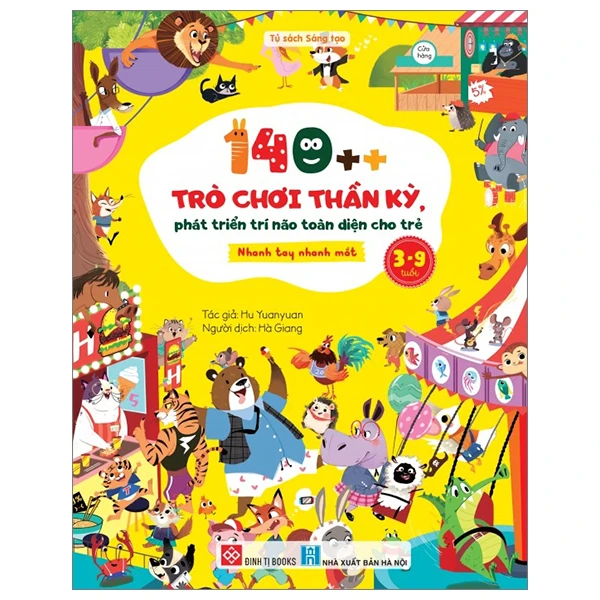 Tủ sách Sáng tạo
Cửa hàng
5%
140++
TRÒ CHƠI THẦN KỲ,
phát triển trí não toàn diện cho trẻ
Nhanh tay nhanh mắt
3-9
tuổi
Tác giả: Hu Yuanyuan
Người dịch: Hà Giang
H
H
5
ĐINH TỊ BOOKS
NHÀ XUẤT BẢN HÀ NỘI